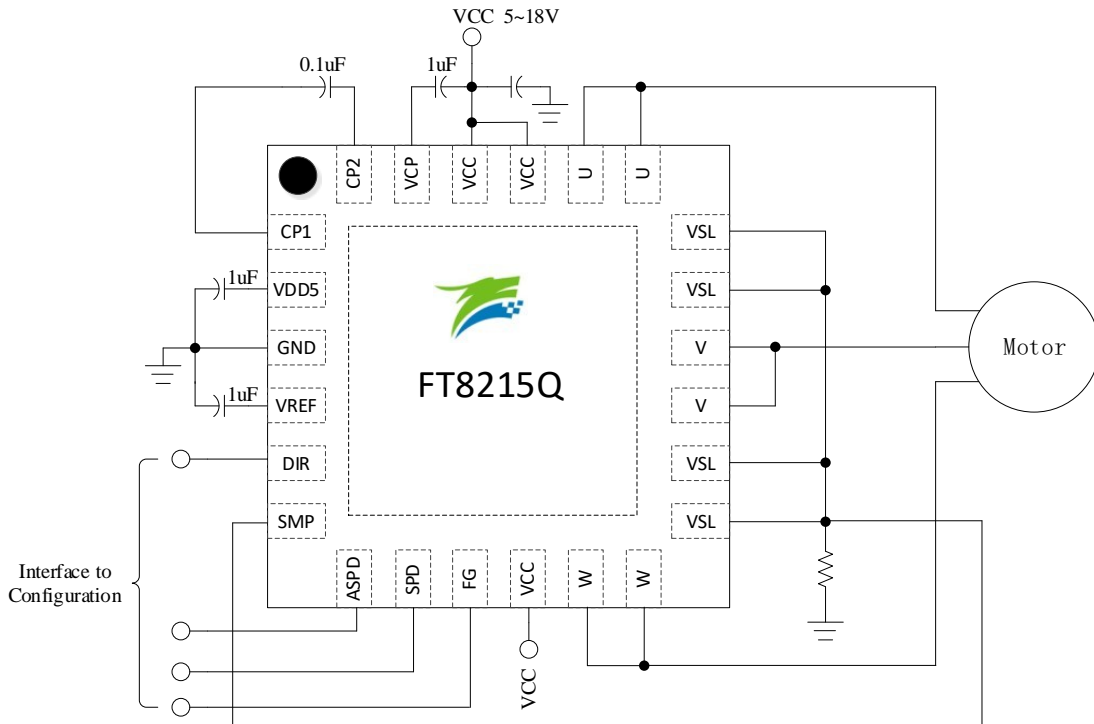 VCC 5~18V
0.1uF
1uF
CP2
VCP
VCC
VCC
U
U
CP1
VDD5
1uF
GND
VREF
1uF
DIR
SMP
VSL
VSL
V
V
VSL
VSL
FT8215Q
Motor
Interface to
Configuration
ASPD
SPD
FG
VCC
W
W
VCC